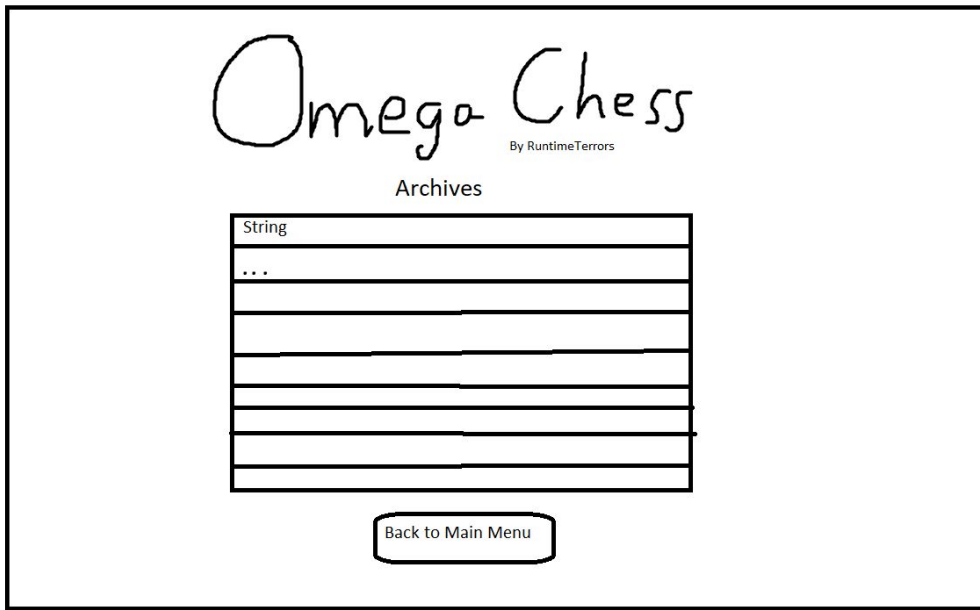 Omega Chess
By RuntimeTerrors
Archives
String
...
Back to Main Menu